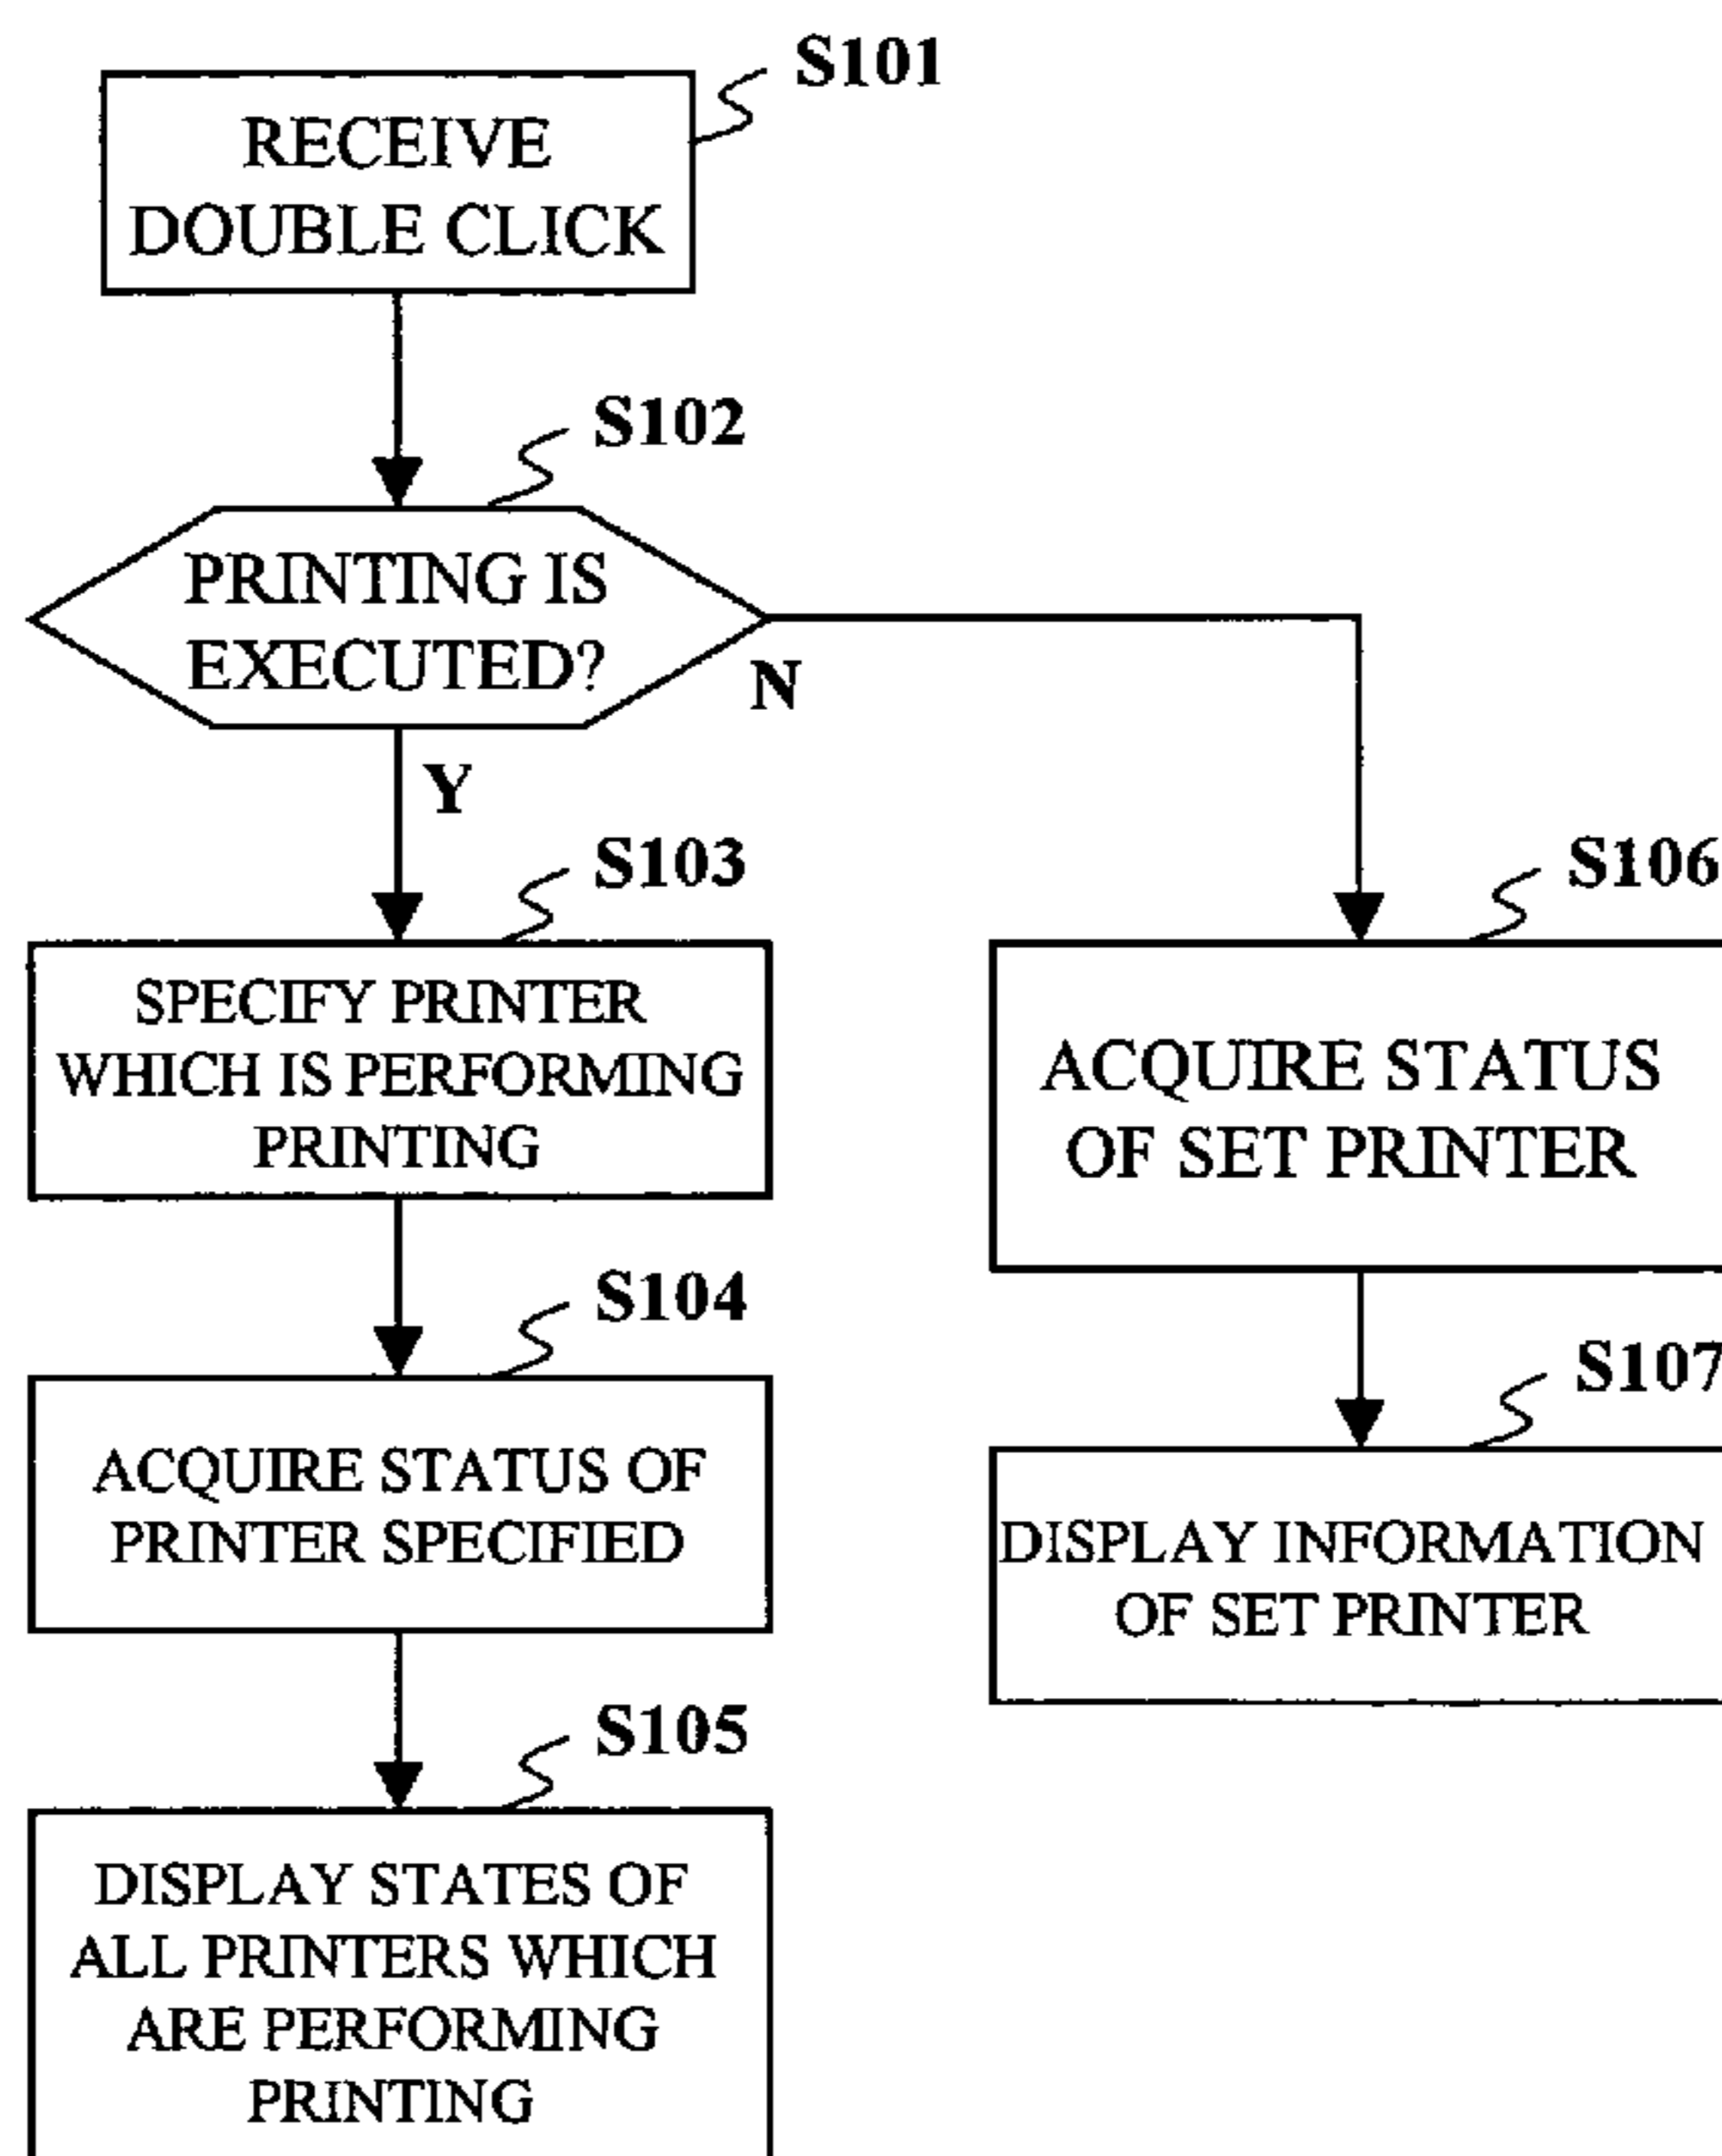 S101
RECEIVE
DOUBLE CLICK
S102
PRINTING IS
EXECUTED?
N
Y
S103
SPECIFY PRINTER
WHICH IS PERFORMING
PRINTING
S104
ACQUIRE STATUS OF
PRINTER SPECIFIED
S105
DISPLAY STATES OF
ALL PRINTERS WHICH
ARE PERFORMING
PRINTING
S106
ACQUIRE STATUS
OF SET PRINTER
S107
DISPLAY INFORMATION
OF SET PRINTER